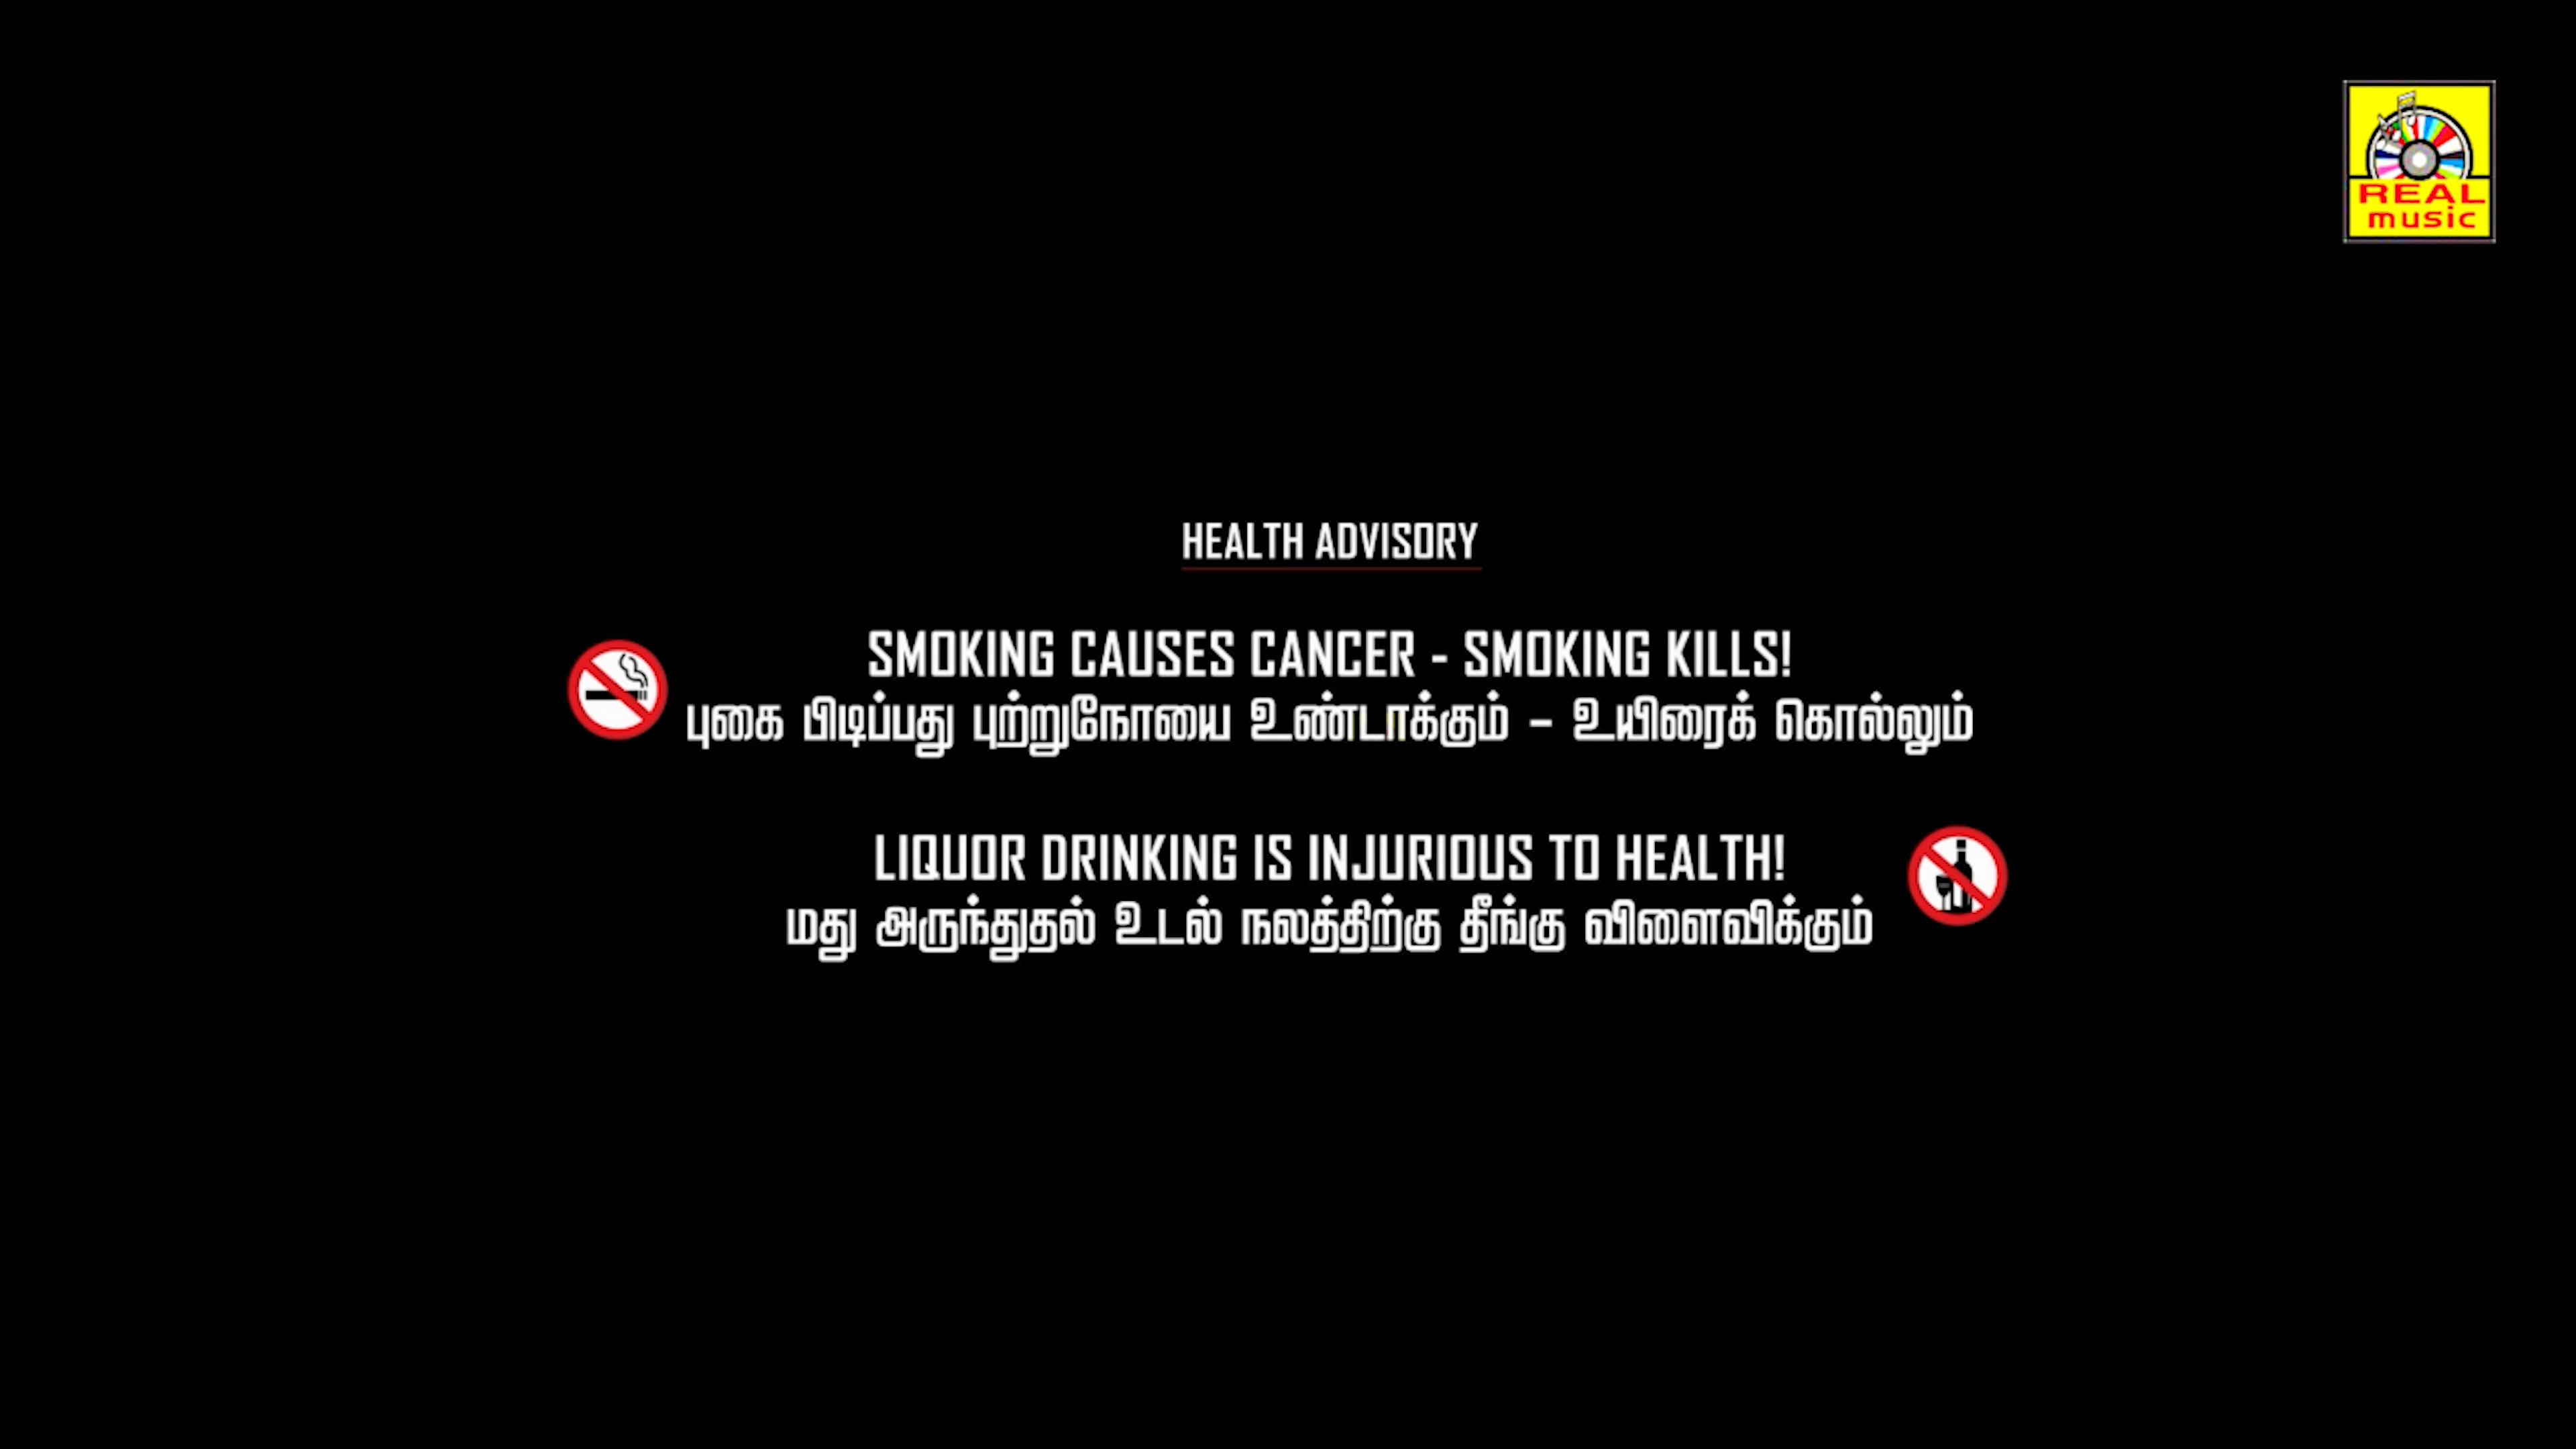 REAL
music
HEALTH ADVISORY
SMOKING CAUSES CANCER - SMOKING KILLS!
புகை பிடிப்பது புற்றுநோயை உண்டாக்கும் – உயிரைக் கொல்லும்
LIQUOR DRINKING IS INJURIOUS TO HEALTH!
மது அருந்துதல் உடல் நலத்திற்கு தீங்கு விளைவிக்கும்